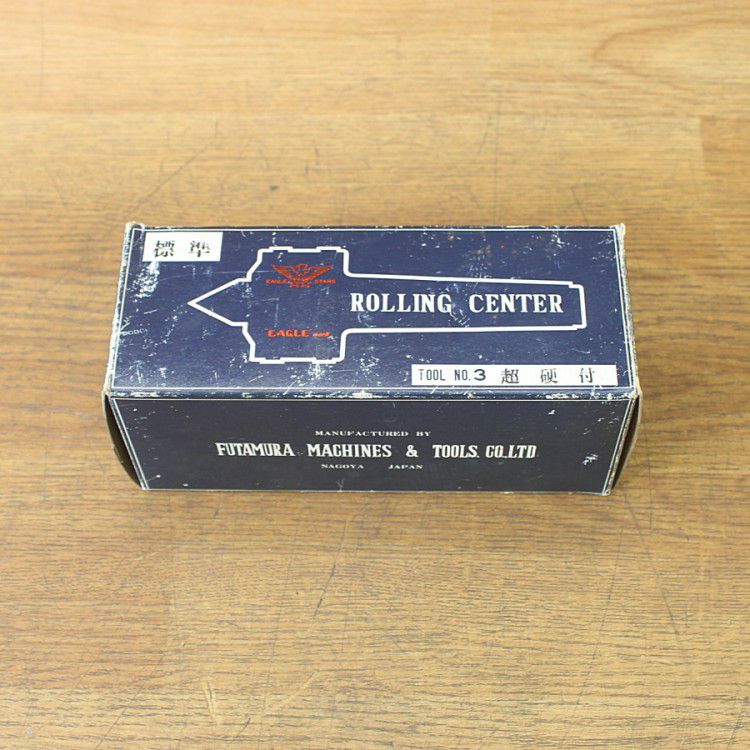 標準
EAGLE STARS
ROLLING CENTER
"EAGLE"
TOOL NO. 3 超硬付
MANUFACTURED BY
FUTAMURA MACHINES & TOOLS. CO.,LTD
NAGOYA JAPAN